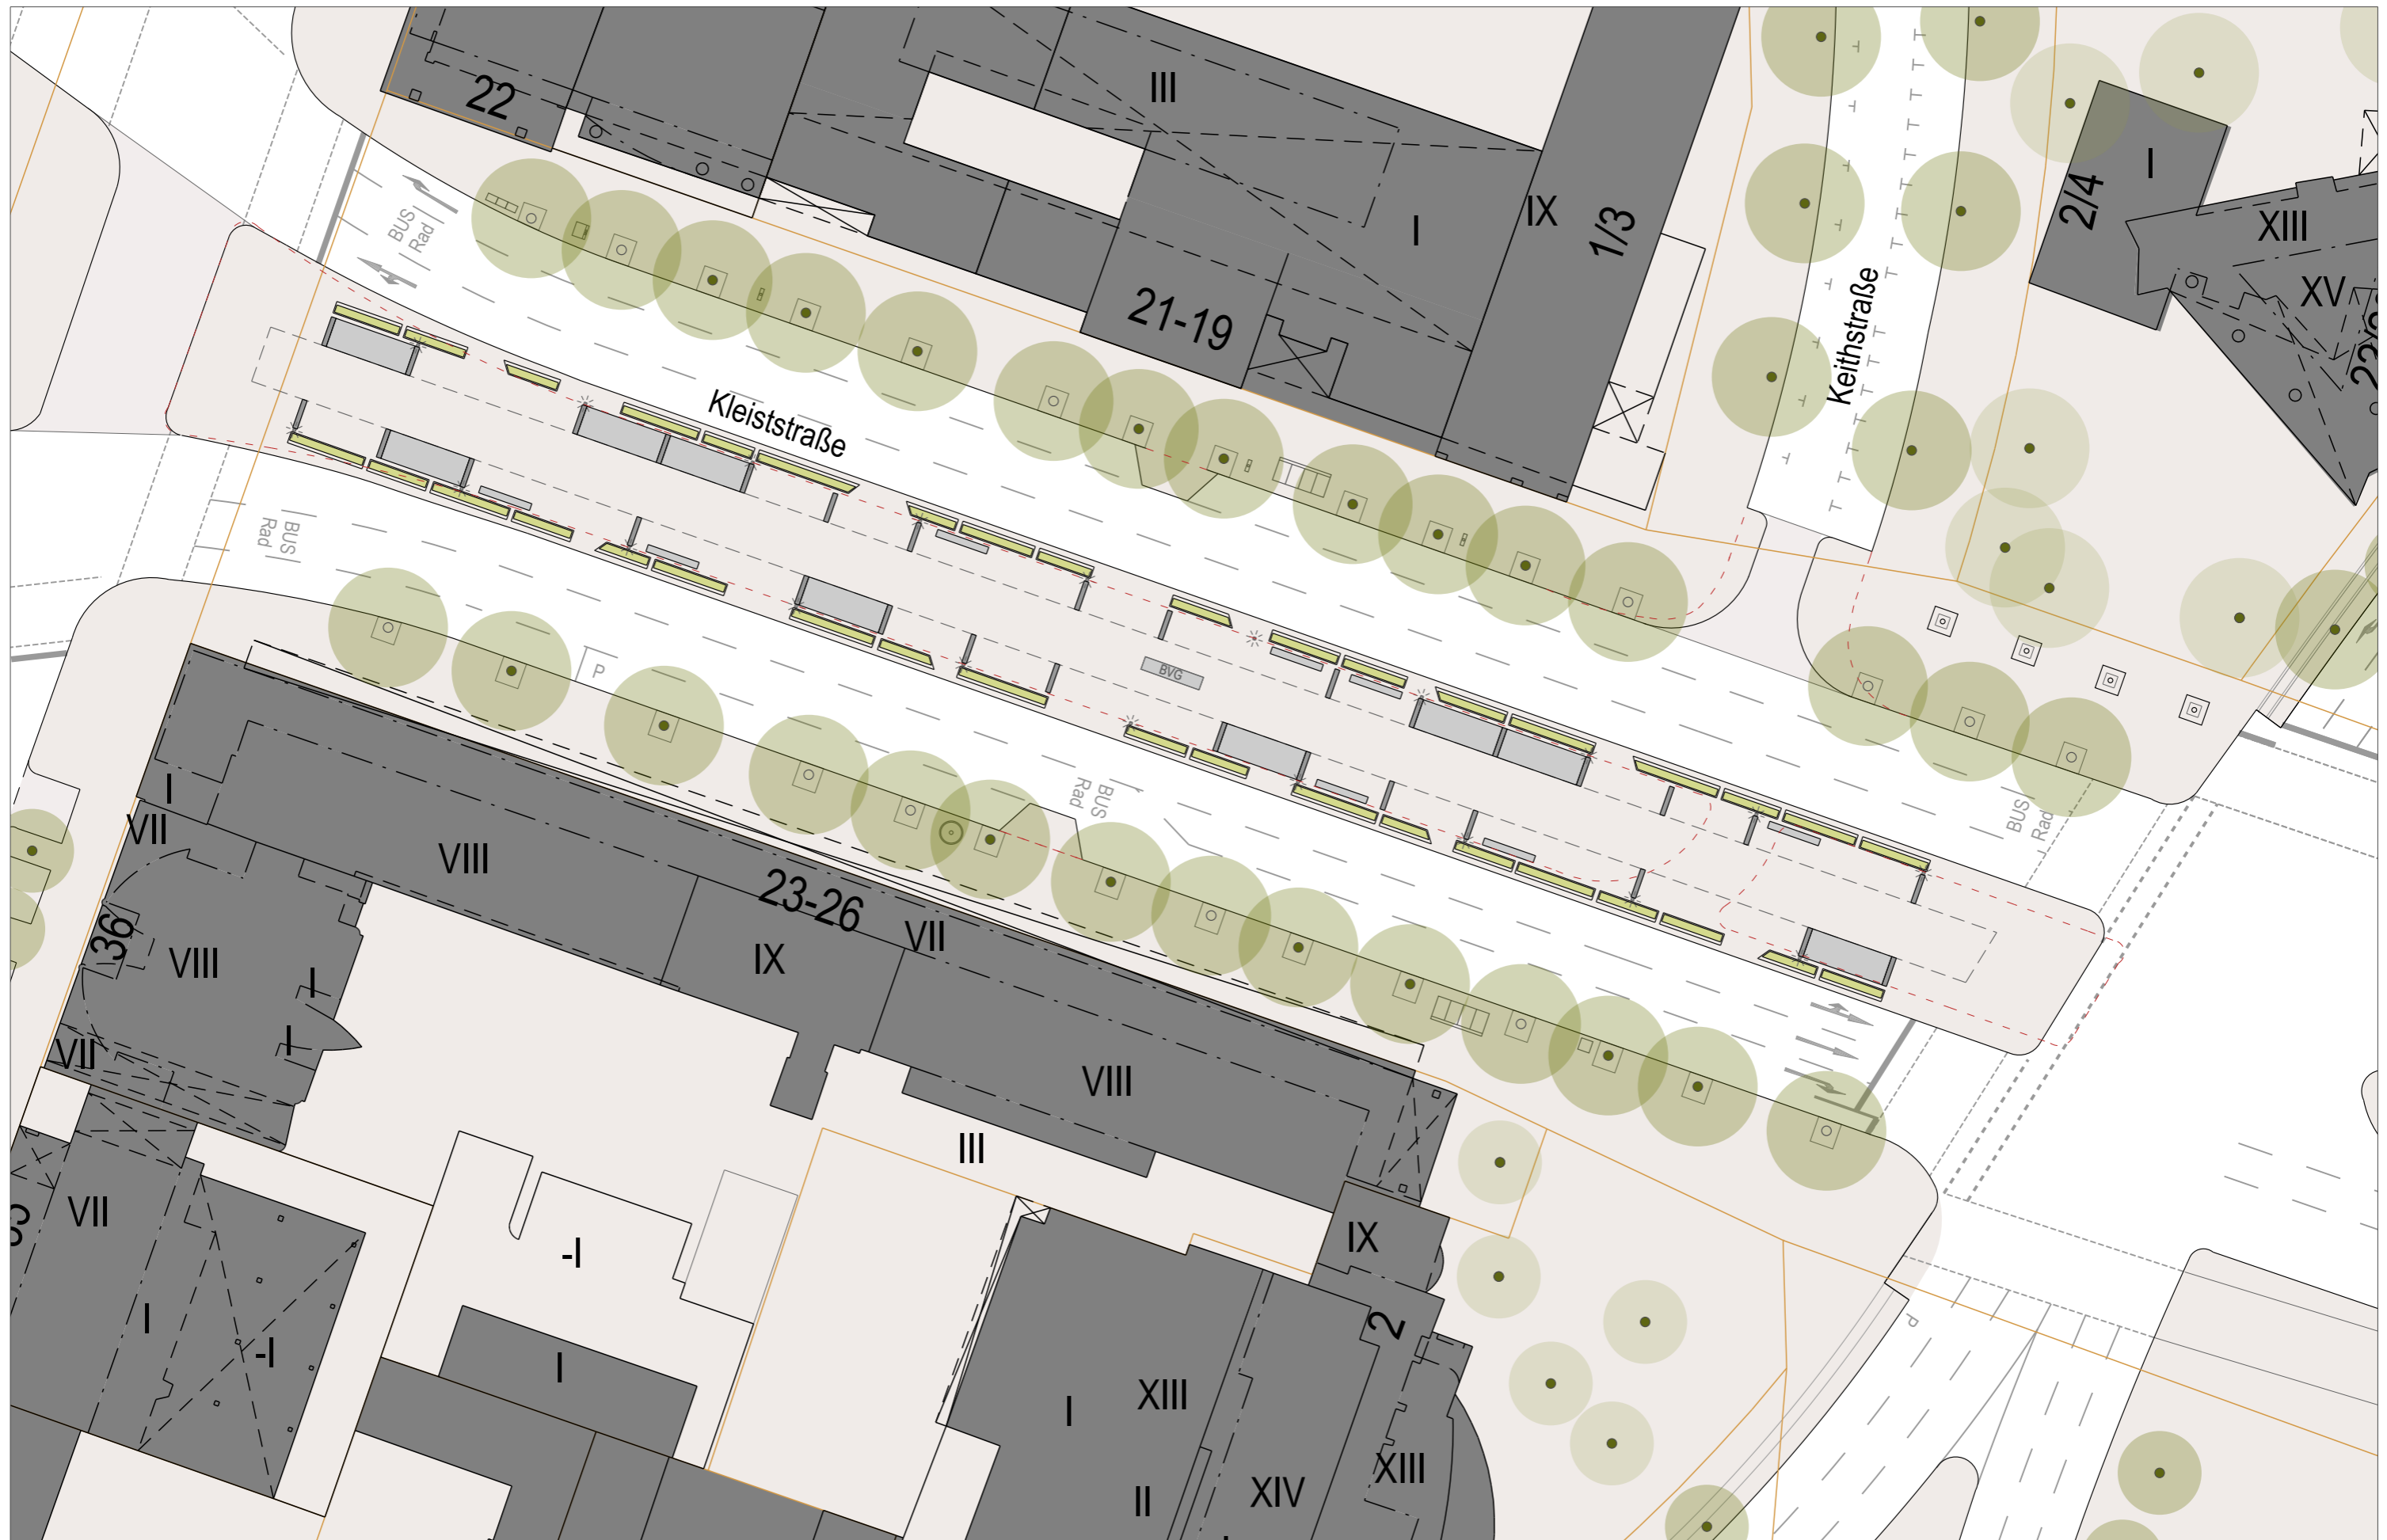 22
III
I
IX
1/3
2/4
I
XIII
XV
BUS
Rad
21-19
Keithstraße
Kleiststraße
BUS
Rad
P
BVG
BUS
Rad
BUS
Rad
I
VII
VIII
23-26
VII
IX
36
VIII
I
I
VII
VIII
III
VII
-I
IX
2
P
I
-I
I
I
XIII
XIII
XIV
II